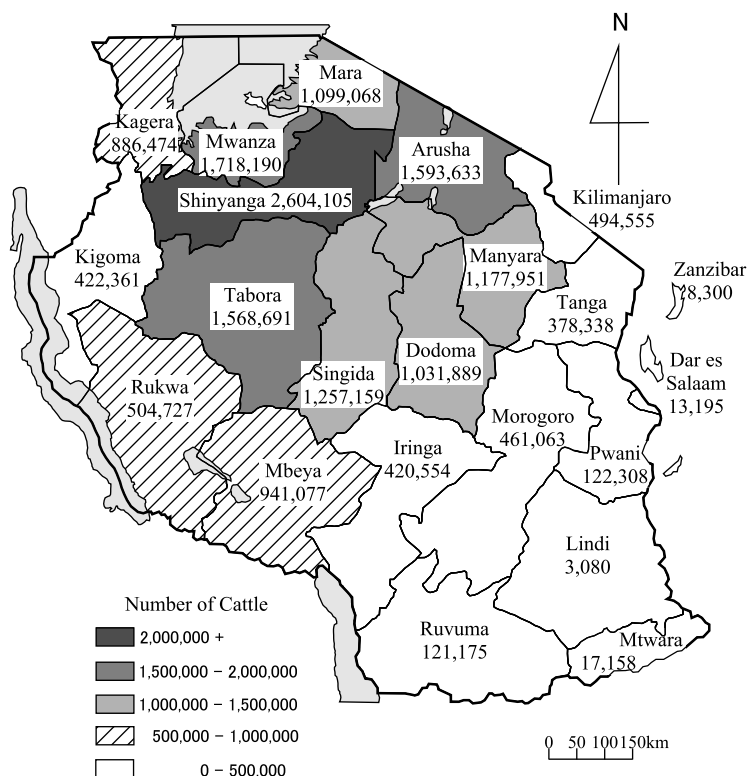 N
Mara
1,099,068
Kagera
886,474
Mwanza
1,718,190
Arusha
1,593,633
Shinyanga 2,604,105
Kilimanjaro
494,555
Kigoma
422,361
Manyara
1,177,951
Zanzibar
8,300
Tabora
1,568,691
Tanga
378,338
Dodoma
1,031,889
Dar es
Salaam
13,195
Rukwa
504,727
Singida
1,257,159
Morogoro
461,063
Iringa
420,554
Pwani
122,308
Mbeya
941,077
Lindi
3,080
Ruvuma
121,175
Mtwara
17,158
Number of Cattle
2,000,000 +
1,500,000 - 2,000,000
1,000,000 - 1,500,000
500,000 - 1,000,000
0 - 500,000
0 50 100 150km